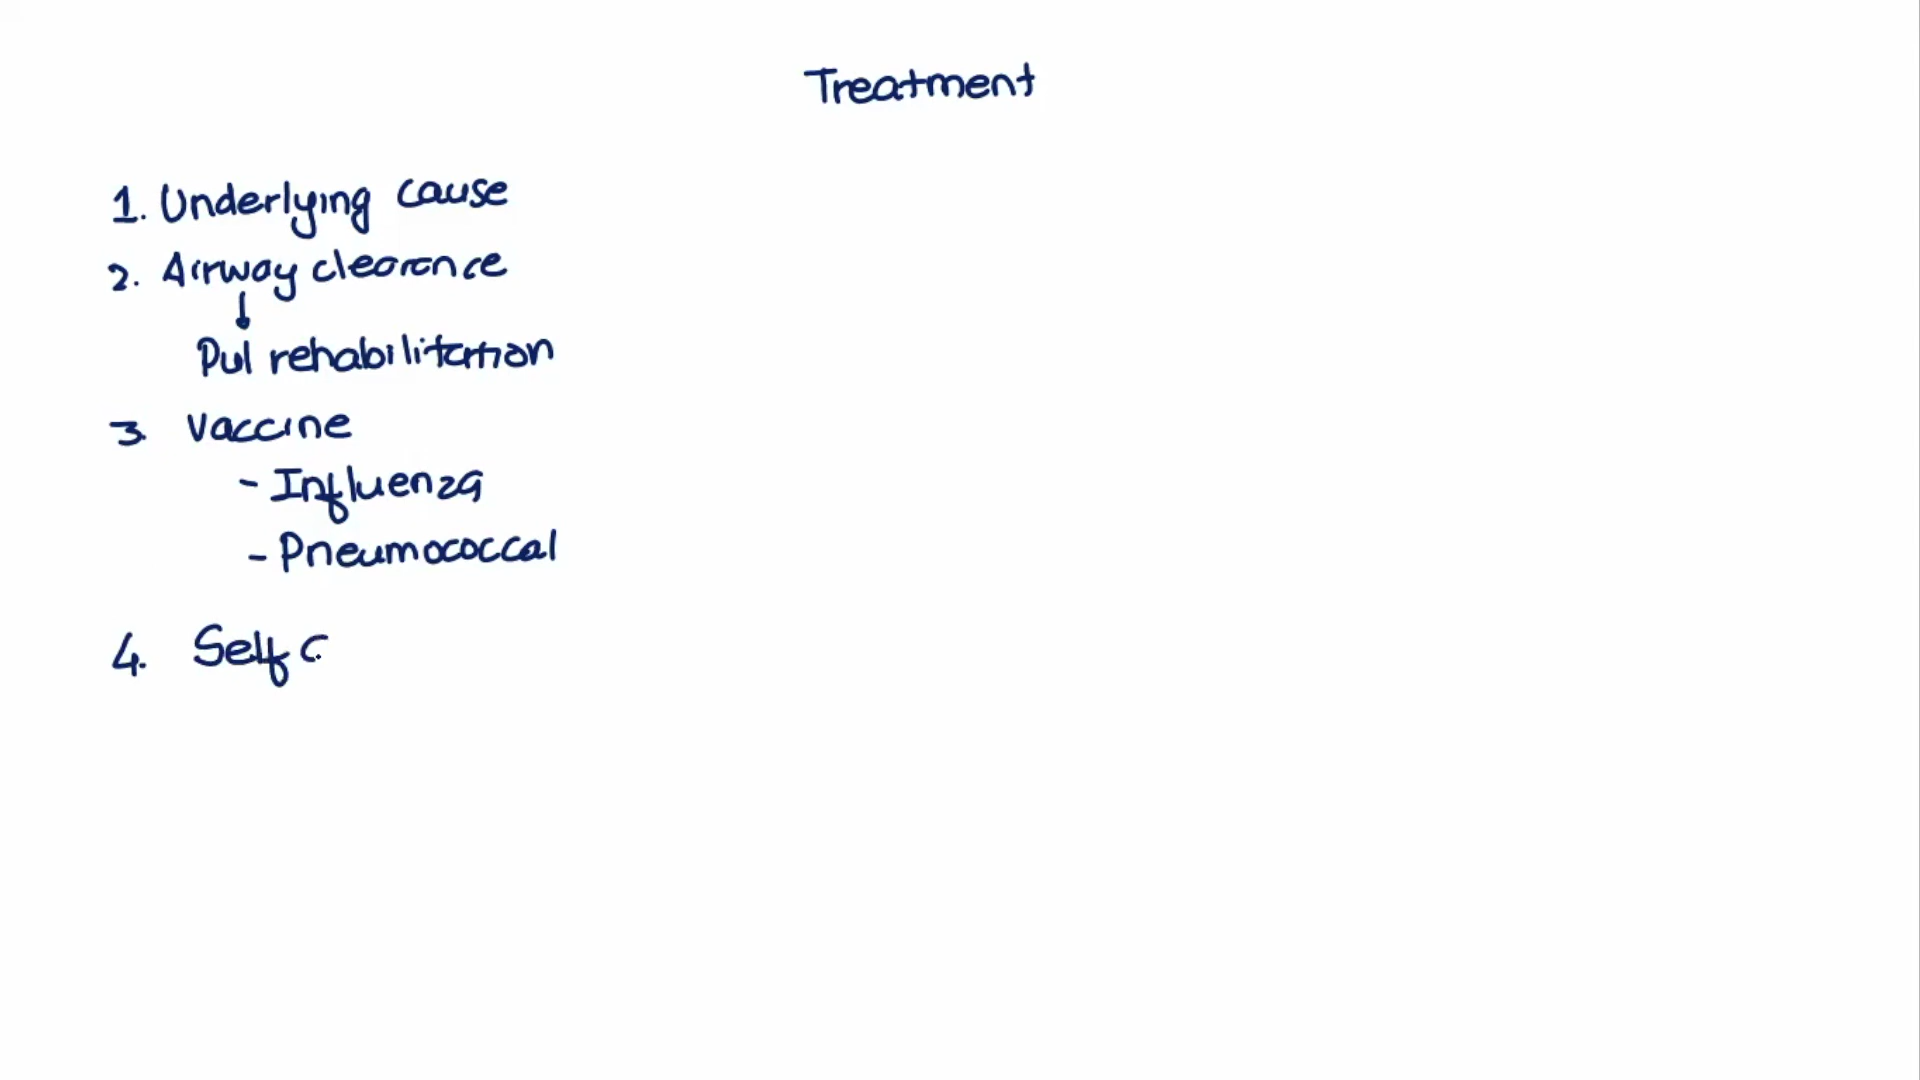 Treatment
1. Underlying cause
2. Airway clearance
Pul rehabilitation
3. Vaccine
- Influenza
- Pneumococcal
4. Self c